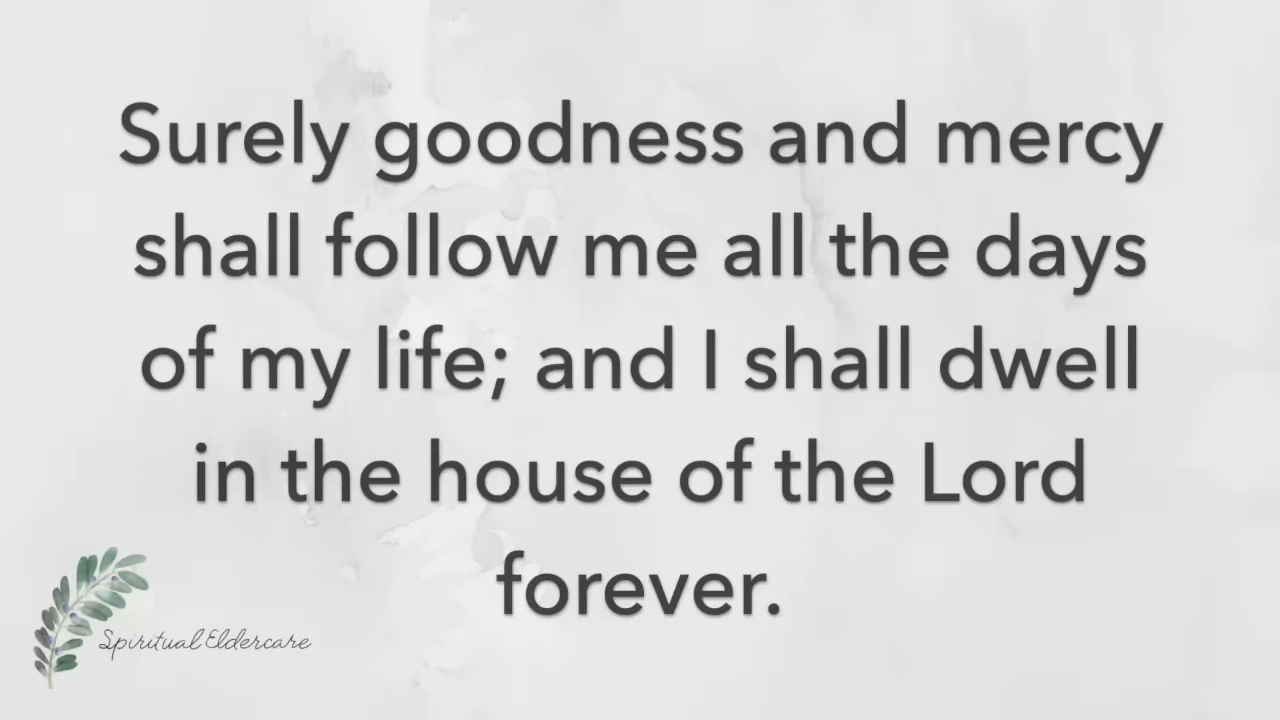 Surely goodness and mercy
shall follow me all the days
of my life; and I shall dwell
in the house of the Lord
forever.
Spiritual Eldercare